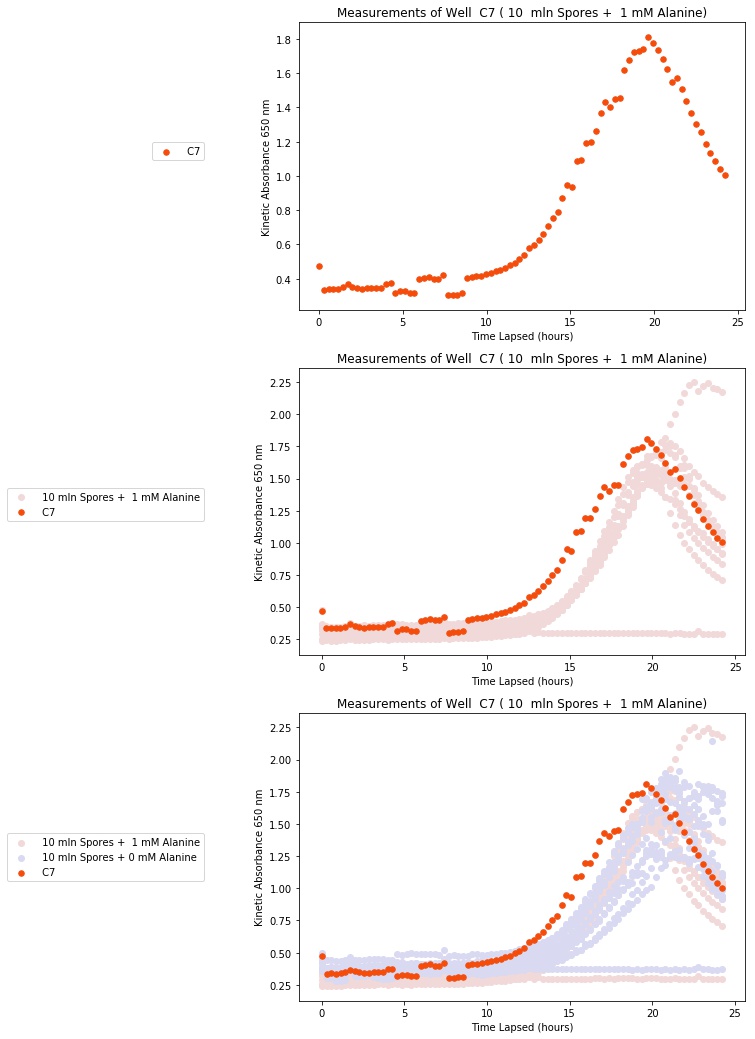 Measurements of Well C7 ( 10 mln Spores + 1 mM Alanine)
C7
Kinetic Absorbance 650 nm
1.8
1.6
1.4
1.2
1.0
0.8
0.6
0.4
0 5 10 15 20 25
Time Lapsed (hours)
Measurements of Well C7 ( 10 mln Spores + 1 mM Alanine)
10 mln Spores + 1 mM Alanine
C7
Kinetic Absorbance 650 nm
2.25
2.00
1.75
1.50
1.25
1.00
0.75
0.50
0.25
0 5 10 15 20 25
Time Lapsed (hours)
Measurements of Well C7 ( 10 mln Spores + 1 mM Alanine)
10 mln Spores + 1 mM Alanine
10 mln Spores + 0 mM Alanine
C7
Kinetic Absorbance 650 nm
2.25
2.00
1.75
1.50
1.25
1.00
0.75
0.50
0.25
0 5 10 15 20 25
Time Lapsed (hours)